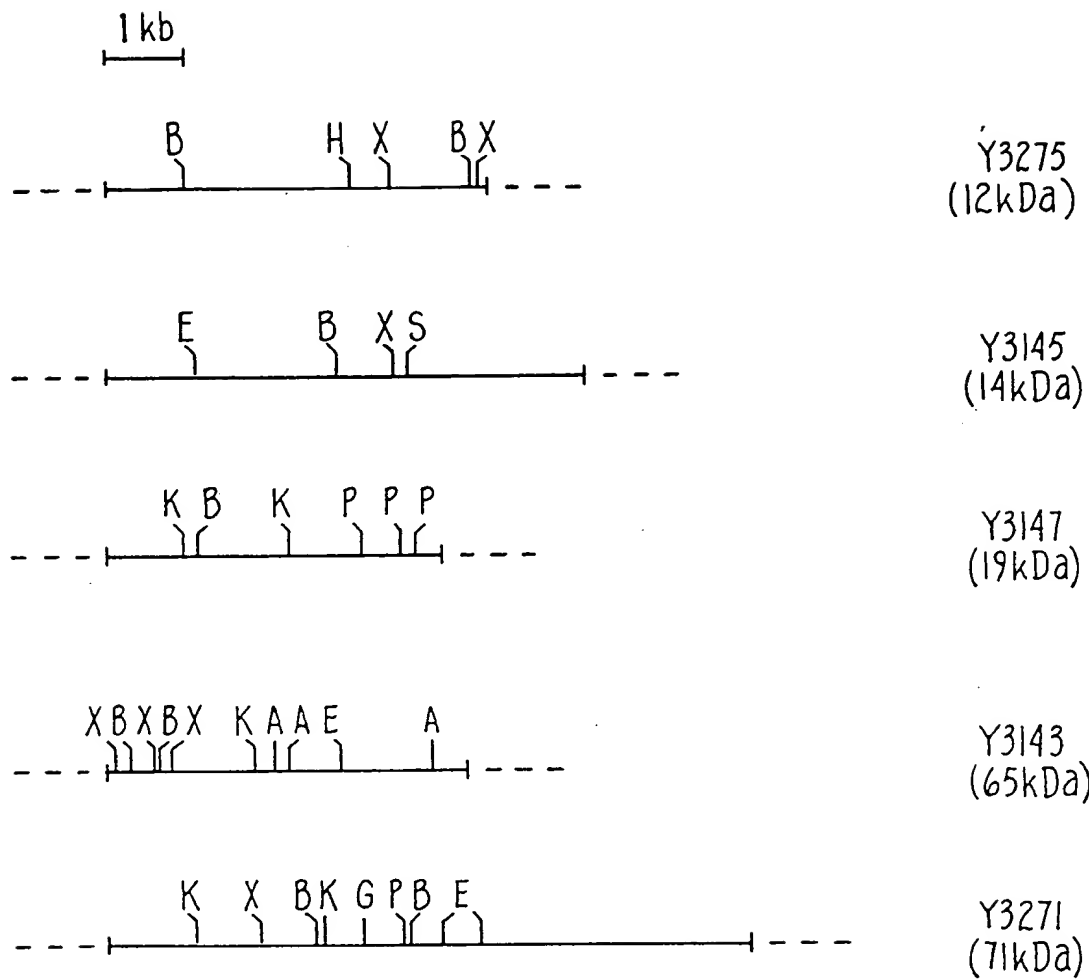 1 kb
B H X B X
Y3275
(12kDa)
E B X S
Y3145
(14kDa)
K B K P P P
Y3147
(19kDa)
X B X B X K A A E A
Y3143
(65kDa)
K X B K G P B E
Y3271
(71kDa)